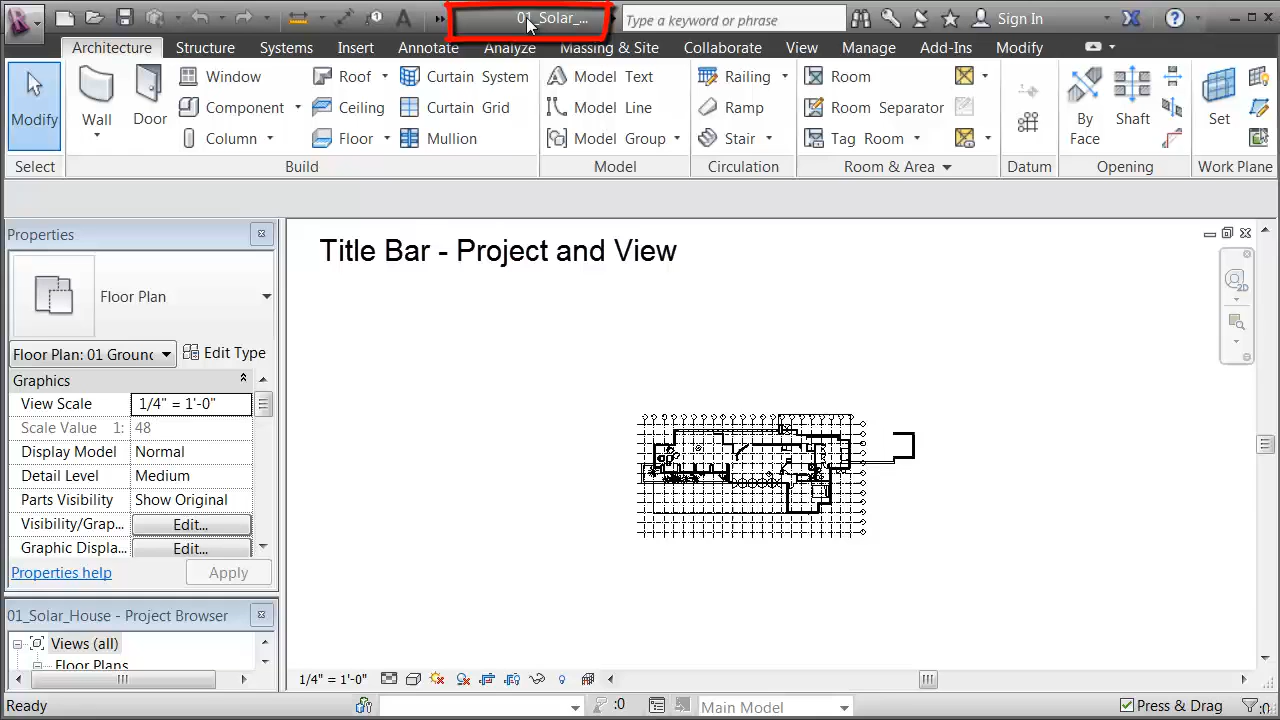 01_Solar_...
Type a keyword or phrase
Sign In
Architecture Structure Systems Insert Annotate Analyze Massing & Site Collaborate View Manage Add-Ins Modify
Window Roof Curtain System Model Text Railing Room
Component Ceiling Curtain Grid Model Line Ramp Room Separator
Modify Wall Door By Face Shaft Set
Column Floor Mullion Model Group Stair Tag Room
Select Build Model Circulation Room & Area Datum Opening Work Plane
Properties
Title Bar - Project and View
Floor Plan
2D
Floor Plan: 01 Ground
Edit Type
Graphics
View Scale 1/4" = 1'-0"
Scale Value 1: 48
Display Model Normal
Detail Level Medium
Parts Visibility Show Original
Visibility/Grap... Edit...
Graphic Displa... Edit...
Properties help Apply
01_Solar_House - Project Browser
Views (all)
Floor Plans
1/4" = 1'-0"
Ready
:0
Main Model
Press & Drag
:0